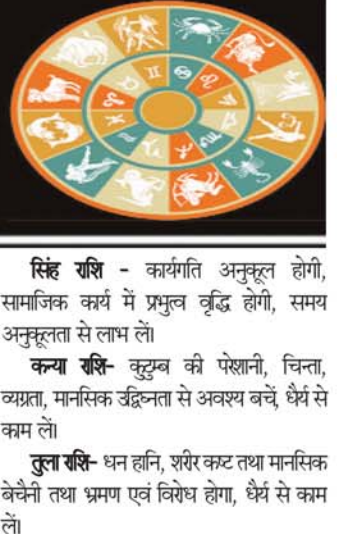 सिंह राशि - कार्यगति अनुकूल होगी,
सामाजिक कार्य में प्रभुत्व वृद्धि होगी, समय
अनुकूलता से लाभ लें।
कन्या राशि- कुटुम्ब की परेशानी, चिन्ता,
व्यग्रता, मानसिक उद्विघ्नता से अवश्य बचें, धैर्य से
काम लें।
तुला राशि- धन हानि, शरीर कष्ट तथा मानसिक
बेचैनी तथा भ्रमण एवं विरोध होगा, धैर्य से काम
लें।